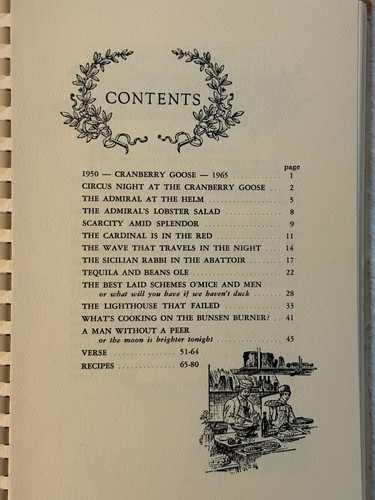 CONTENTS
page
1950 — CRANBERRY GOOSE — 1965 . . . . . . . . . . . . 1
CIRCUS NIGHT AT THE CRANBERRY GOOSE . . . . 2
THE ADMIRAL AT THE HELM . . . . . . . . . . . . . . . . . 5
THE ADMIRAL'S LOBSTER SALAD . . . . . . . . . . . . . 8
SCARCITY AMID SPLENDOR . . . . . . . . . . . . . . . . . . 9
THE CARDINAL IS IN THE RED . . . . . . . . . . . . . . . 11
THE WAVE THAT TRAVELS IN THE NIGHT . . . . . 14
THE SICILIAN RABBI IN THE ABATTOIR . . . . . . . 17
TEQUILA AND BEANS OLE . . . . . . . . . . . . . . . . . . . 22
THE BEST LAID SCHEMES O'MICE AND MEN
or what will you have if we haven't duck . . . . . . . 28
THE LIGHTHOUSE THAT FAILED . . . . . . . . . . . . . 33
WHAT'S COOKING ON THE BUNSEN BURNER? . . 41
A MAN WITHOUT A PEER
or the moon is brighter tonight . . . . . . . . . . . . . . . 45
VERSE . . . . . . . . . . . . . . 51-64
RECIPES . . . . . . . . . . . . 65-80